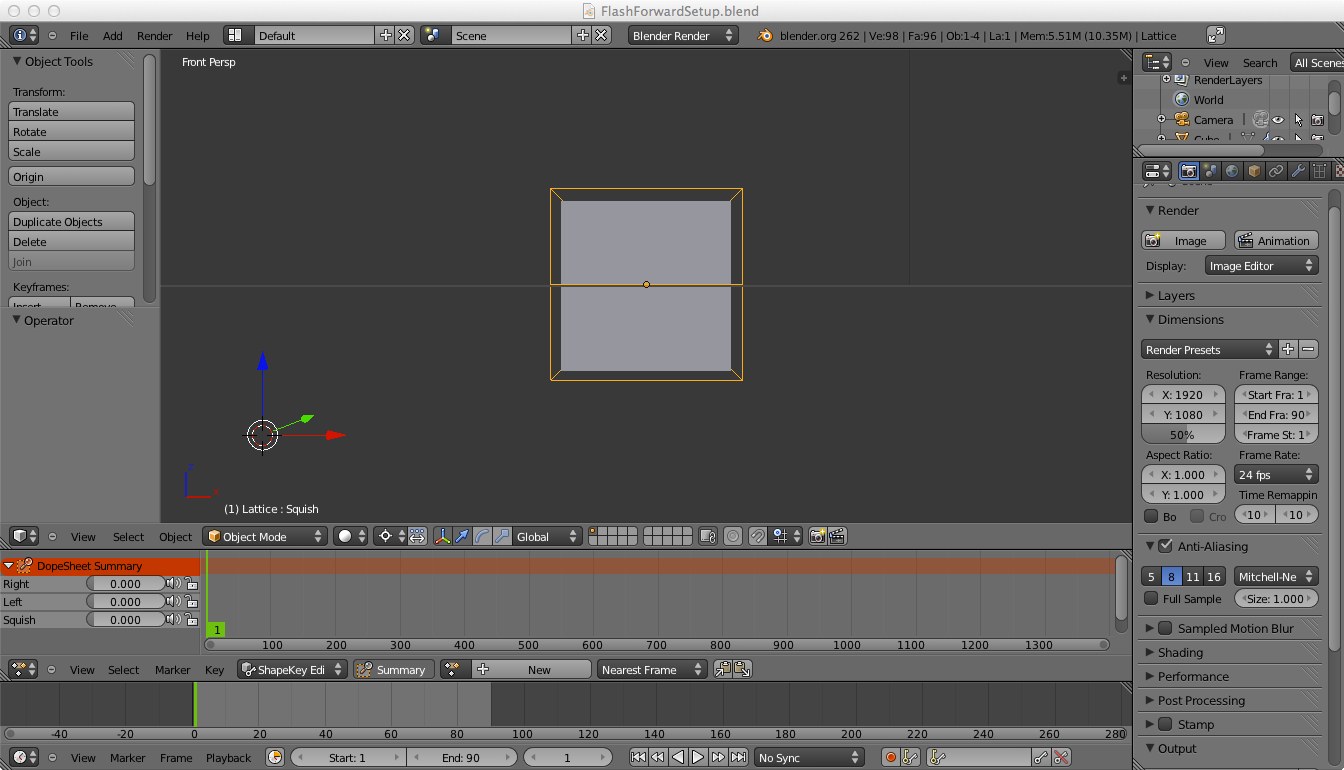 FlashForwardSetup.blend
File Add Render Help Default Scene Blender Render blender.org 262 | Ve:98 | Fa:96 | Ob:1-4 | La:1 | Mem:5.51M (10.35M) | Lattice
Object Tools
Transform:
Translate
Rotate
Scale
Origin
Object:
Duplicate Objects
Delete
Join
Keyframes:
Operator
Front Persp
(1) Lattice : Squish
View Select Object Object Mode Global
DopeSheet Summary
Right 0.000
Left 0.000
Squish 0.000
1
100 200 300 400 500 600 700 800 900 1000 1100 1200 1300
View Select Marker Key ShapeKey Edi Summary New Nearest Frame
-40 -20 0 20 40 60 80 100 120 140 160 180 200 220 240 260 280
View Marker Frame Playback Start: 1 End: 90 1 No Sync
View Search All Scenes
RenderLayers
World
Camera
Render
Image Animation
Display: Image Editor
Layers
Dimensions
Render Presets
Resolution: Frame Range:
X: 1920 Start Fra: 1
Y: 1080 End Fra: 90
50% Frame St: 1
Aspect Ratio: Frame Rate:
X: 1.000 24 fps
Y: 1.000 Time Remappin
Bo Cro 10 10
Anti-Aliasing
5 8 11 16 Mitchell-Ne
Full Sample Size: 1.000
Sampled Motion Blur
Shading
Performance
Post Processing
Stamp
Output